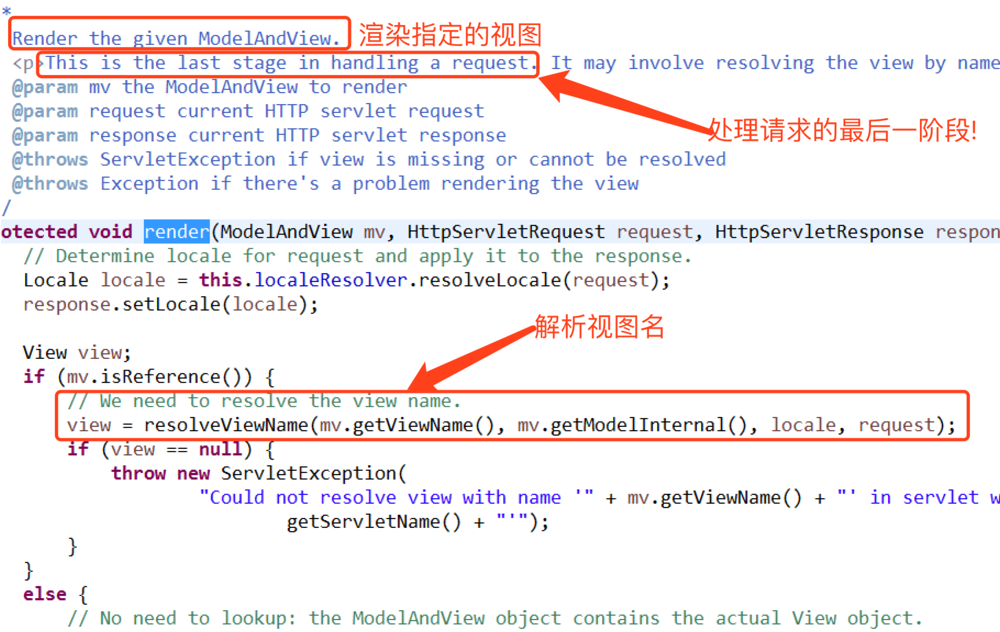 *
Render the given ModelAndView. 渲染指定的视图
<p>This is the last stage in handling a request. It may involve resolving the view by name
@param mv the ModelAndView to render
@param request current HTTP servlet request
处理请求的最后一阶段!
@param response current HTTP servlet response
@throws ServletException if view is missing or cannot be resolved
@throws Exception if there's a problem rendering the view
/
otected void render(ModelAndView mv, HttpServletRequest request, HttpServletResponse respon
// Determine locale for request and apply it to the response.
Locale locale = this.localeResolver.resolveLocale(request);
response.setLocale(locale);
解析视图名
View view;
if (mv.isReference()) {
// We need to resolve the view name.
view = resolveViewName(mv.getViewName(), mv.getModelInternal(), locale, request);
if (view == null) {
throw new ServletException(
"Could not resolve view with name '" + mv.getViewName() + "' in servlet w
getServletName() + "'");
}
}
else {
// No need to lookup: the ModelAndView object contains the actual View object.